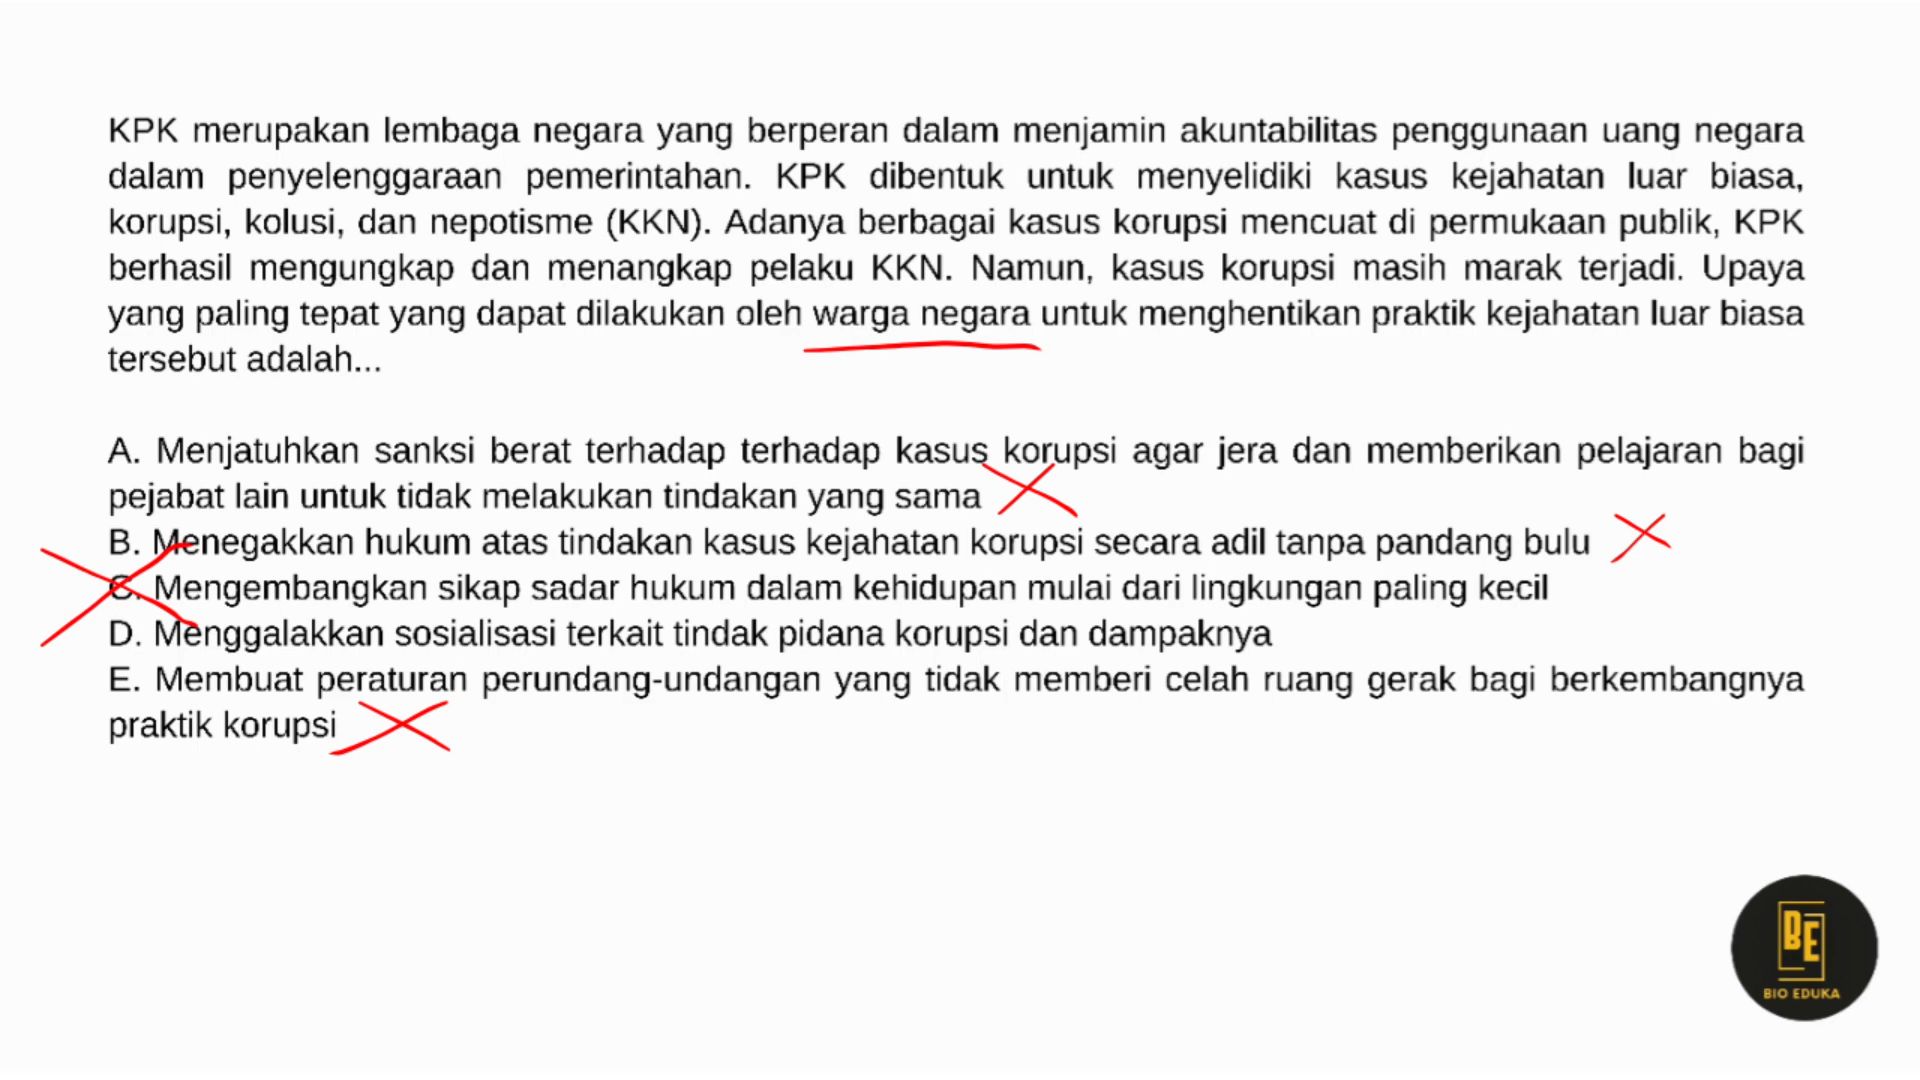 KPK merupakan lembaga negara yang berperan dalam menjamin akuntabilitas penggunaan uang negara
dalam penyelenggaraan pemerintahan. KPK dibentuk untuk menyelidiki kasus kejahatan luar biasa,
korupsi, kolusi, dan nepotisme (KKN). Adanya berbagai kasus korupsi mencuat di permukaan publik, KPK
berhasil mengungkap dan menangkap pelaku KKN. Namun, kasus korupsi masih marak terjadi. Upaya
yang paling tepat yang dapat dilakukan oleh warga negara untuk menghentikan praktik kejahatan luar biasa
tersebut adalah...
A. Menjatuhkan sanksi berat terhadap terhadap kasus korupsi agar jera dan memberikan pelajaran bagi
pejabat lain untuk tidak melakukan tindakan yang sama
B. Menegakkan hukum atas tindakan kasus kejahatan korupsi secara adil tanpa pandang bulu
C. Mengembangkan sikap sadar hukum dalam kehidupan mulai dari lingkungan paling kecil
D. Menggalakkan sosialisasi terkait tindak pidana korupsi dan dampaknya
E. Membuat peraturan perundang-undangan yang tidak memberi celah ruang gerak bagi berkembangnya
praktik korupsi
BE
BIO EDUKA